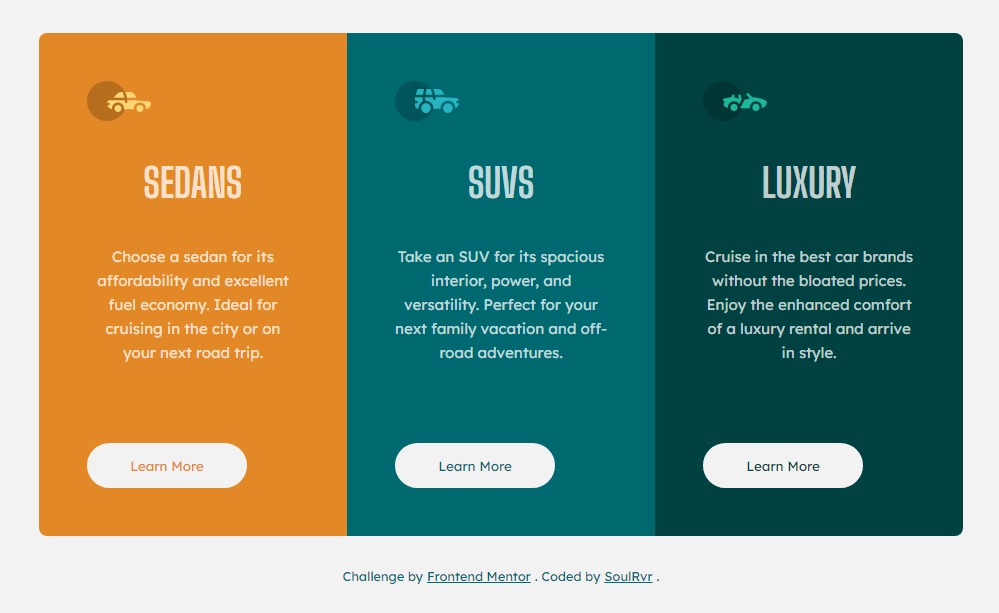 SEDANS
Choose a sedan for its
affordability and excellent
fuel economy. Ideal for
cruising in the city or on
your next road trip.
Learn More
SUVS
Take an SUV for its spacious
interior, power, and
versatility. Perfect for your
next family vacation and off-
road adventures.
Learn More
LUXURY
Cruise in the best car brands
without the bloated prices.
Enjoy the enhanced comfort
of a luxury rental and arrive
in style.
Learn More
Challenge by Frontend Mentor . Coded by SoulRvr .